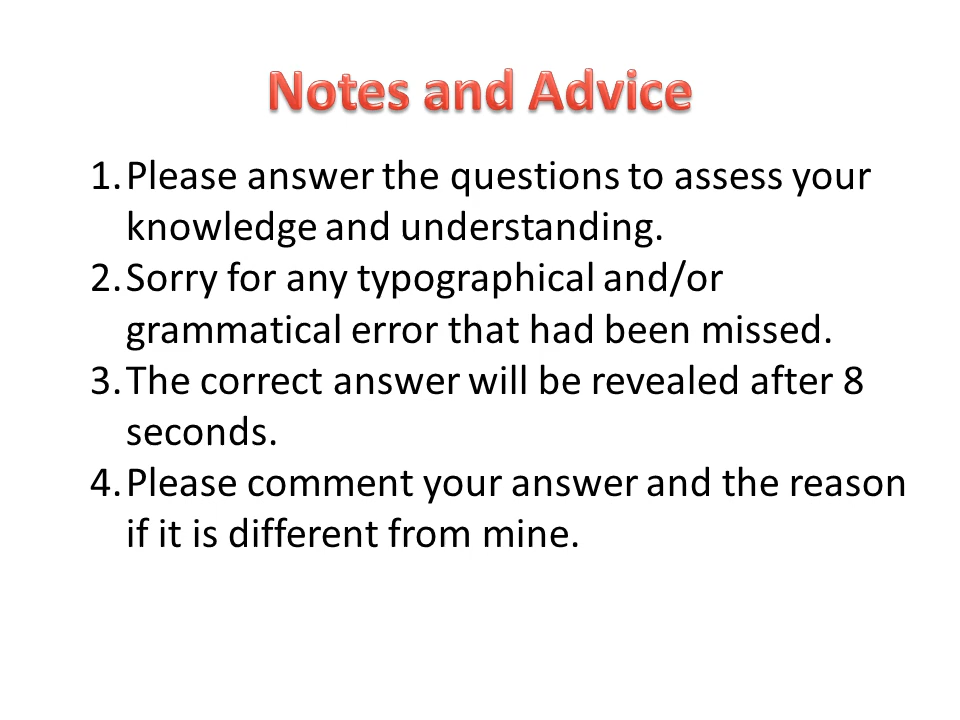 Notes and Advice
1. Please answer the questions to assess your
knowledge and understanding.
2. Sorry for any typographical and/or
grammatical error that had been missed.
3. The correct answer will be revealed after 8
seconds.
4. Please comment your answer and the reason
if it is different from mine.